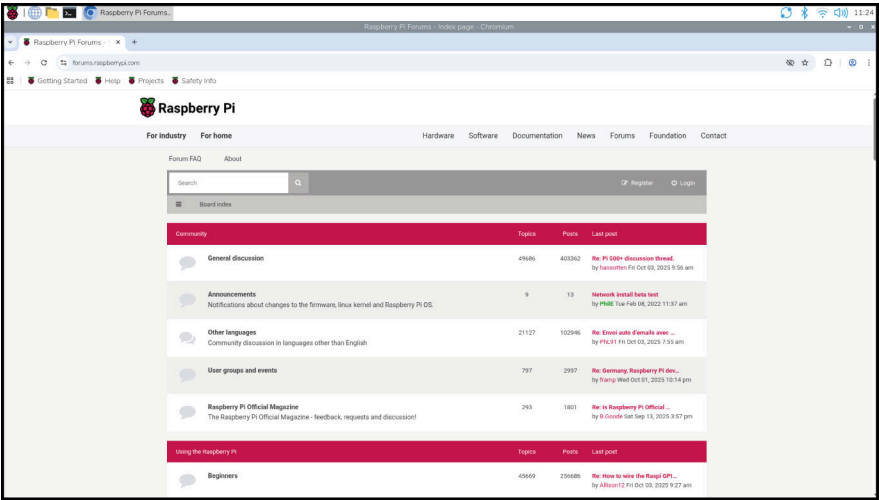 Raspberry Pi Forums..
11:24
Raspberry Pi Forums - Index page - Chromium
Raspberry Pi Forums -
forums.raspberrypi.com
Getting Started Help Projects Safety Info
Raspberry Pi
For industry For home Hardware Software Documentation News Forums Foundation Contact
Forum FAQ About
Search Register Login
Board index
Community Topics Posts Last post
General discussion 49686 403362 Re: Pi 500+ discussion thread.
by hansotten Fri Oct 03, 2025 9:56 am
Announcements 9 13 Network install beta test
Notifications about changes to the firmware, linux kernel and Raspberry Pi OS. by PhilE Tue Feb 08, 2022 11:37 am
Other languages 21127 102946 Re: Envoi auto d'emails avec ...
Community discussion in languages other than English by PhL91 Fri Oct 03, 2025 7:55 am
User groups and events 797 2997 Re: Germany, Raspberry Pi dev...
by framp Wed Oct 01, 2025 10:14 pm
Raspberry Pi Official Magazine 293 1801 Re: Is Raspberry Pi Official ...
The Raspberry Pi Official Magazine - feedback, requests and discussion! by B.Goode Sat Sep 13, 2025 3:57 pm
Using the Raspberry Pi Topics Posts Last post
Beginners 45669 256686 Re: How to wire the Raspi GPI...
by Allison12 Fri Oct 03, 2025 9:27 am